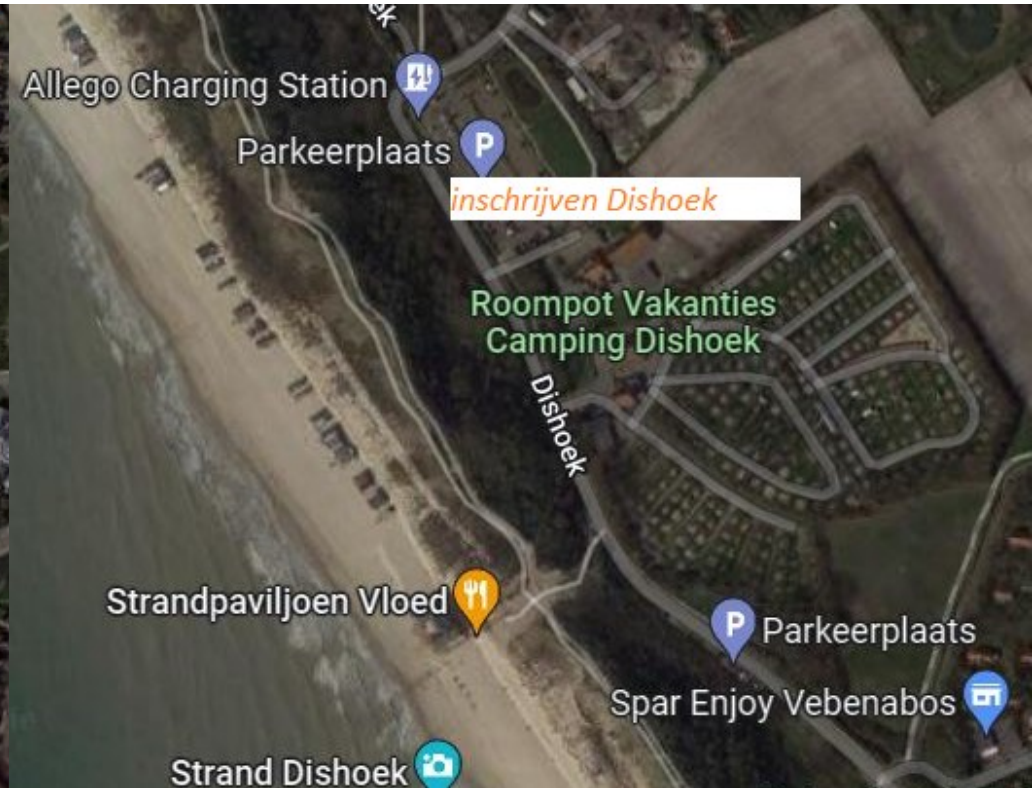 ek
Allego Charging Station
Parkeerplaats
inschrijven Dishoek
Roompot Vakanties
Camping Dishoek
Dishoek
Strandpaviljoen Vloed
Parkeerplaats
Spar Enjoy Vebenabos
Strand Dishoek